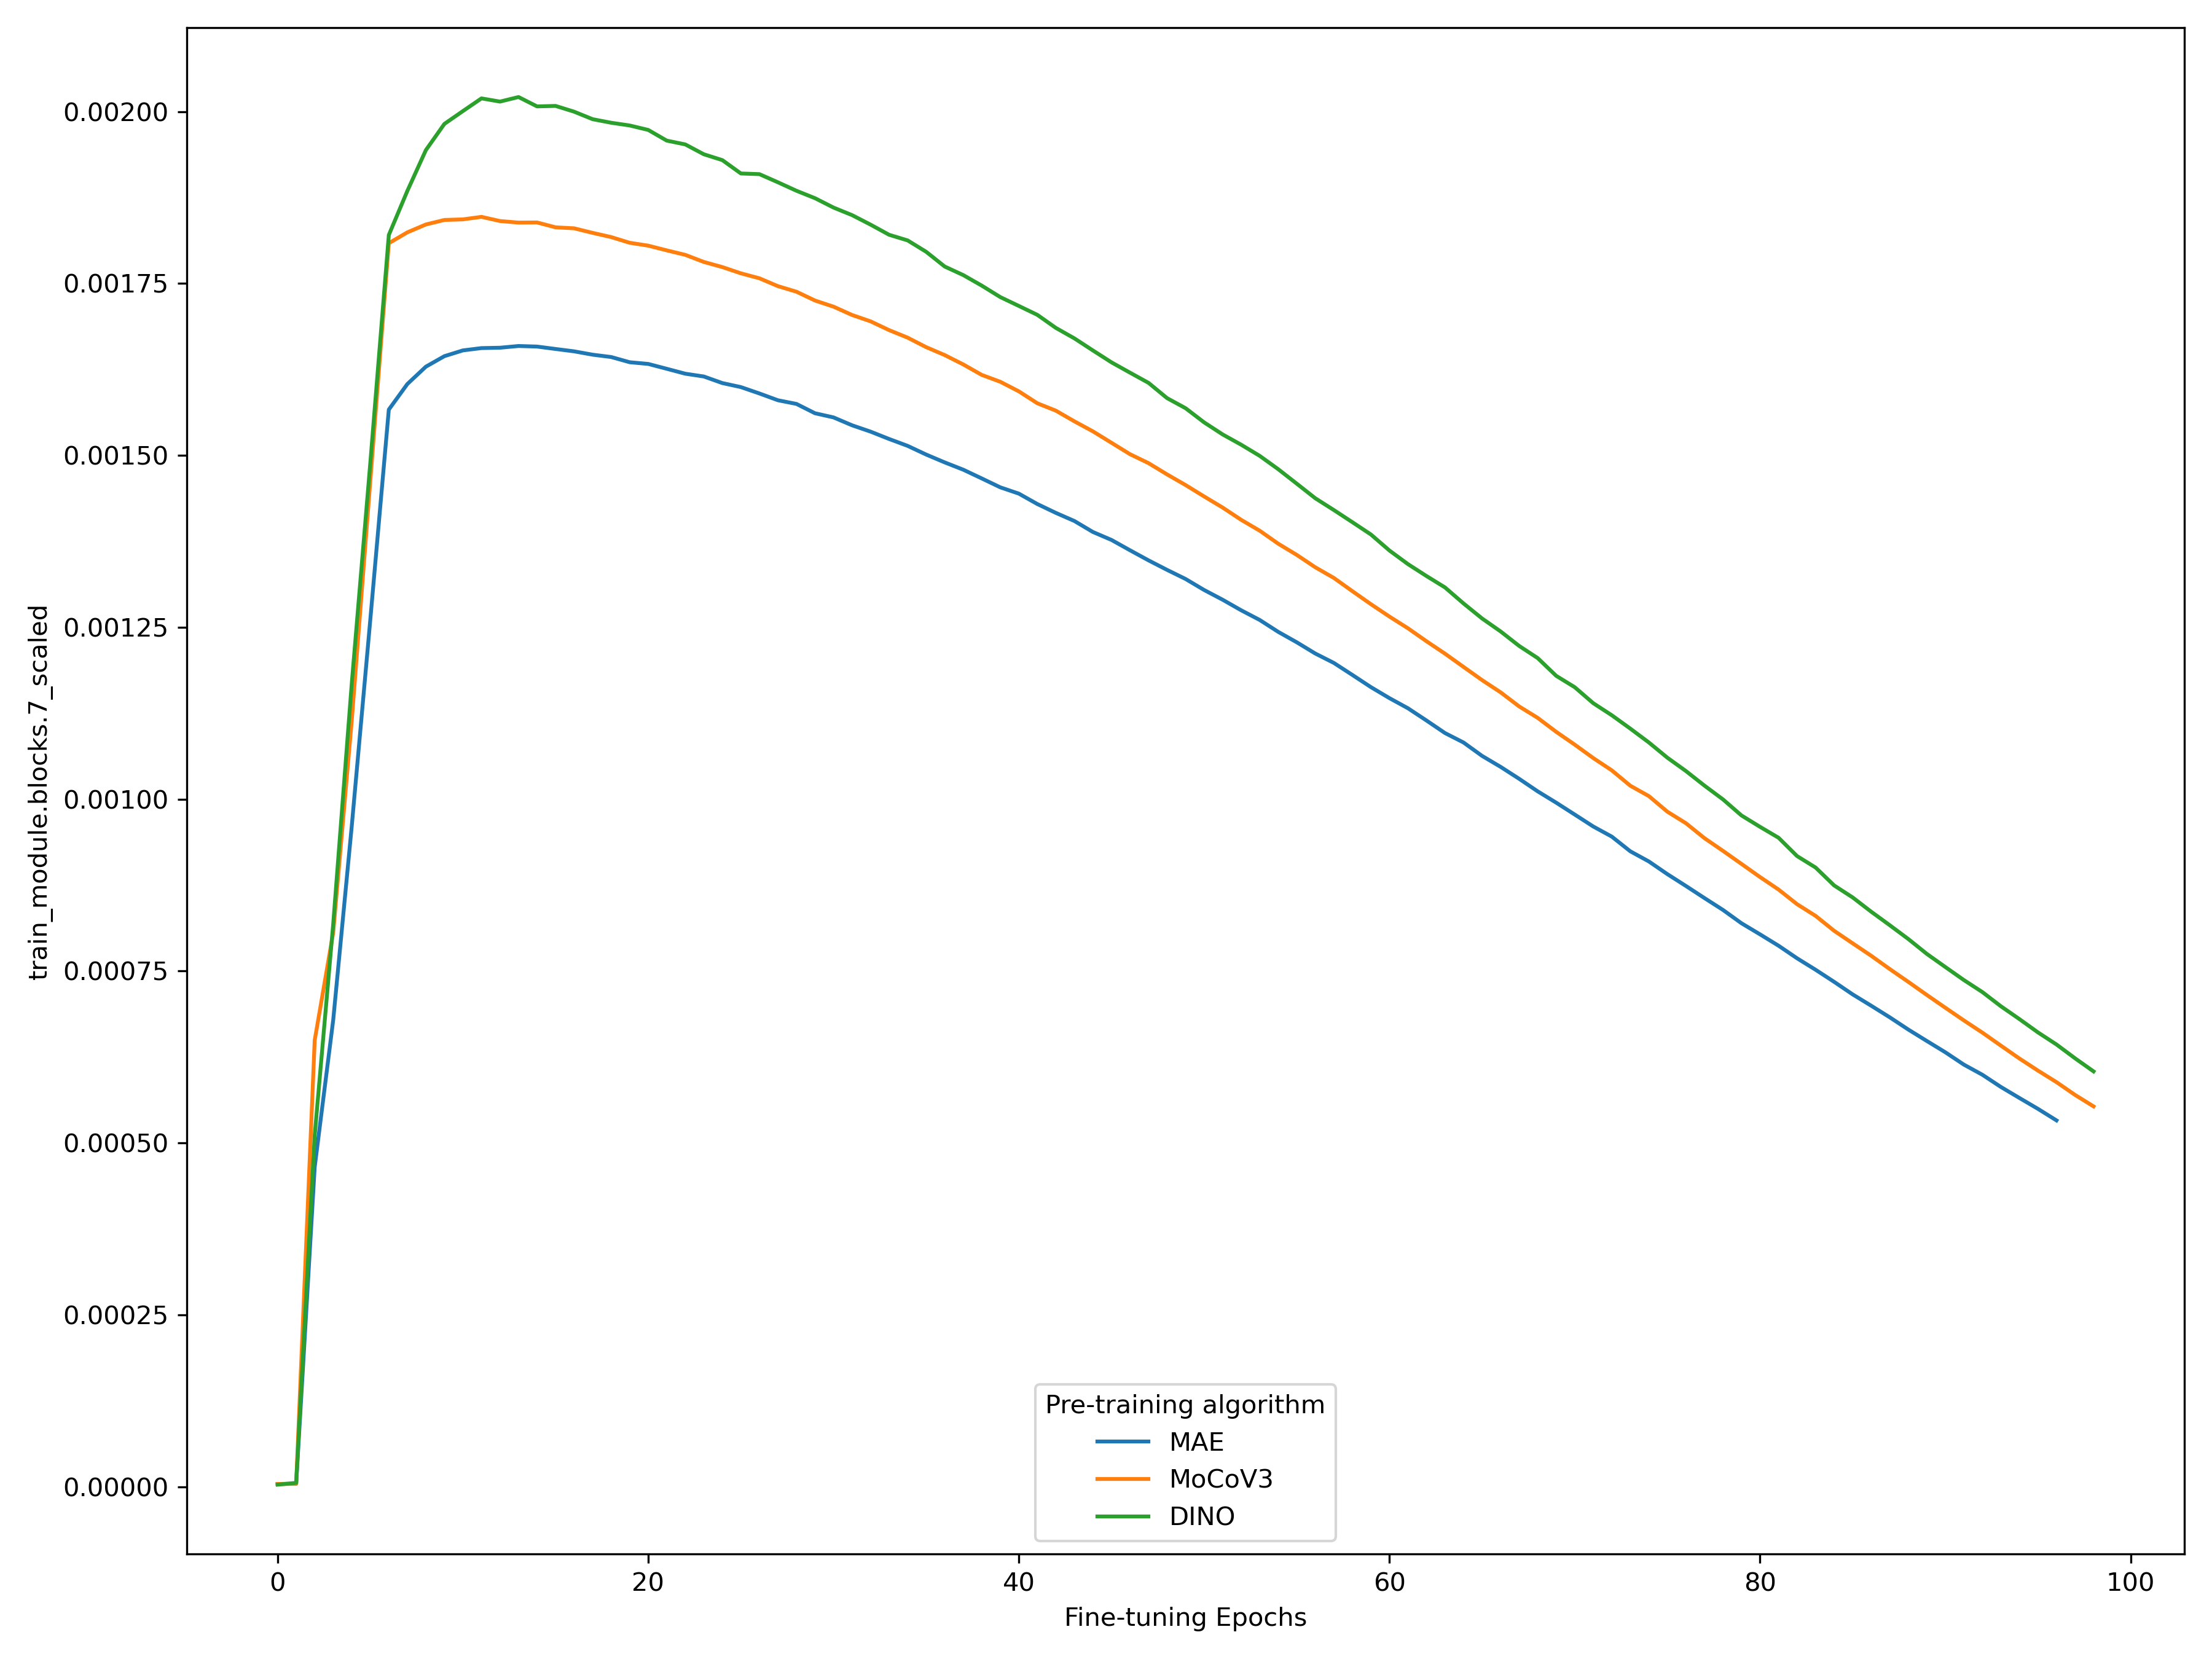 0.00200
0.00175
0.00150
0.00125
0.00100
0.00075
0.00050
0.00025
0.00000
train_module.blocks.7_scaled
Pre-training algorithm
MAE
MoCoV3
DINO
0 20 40 60 80 100
Fine-tuning Epochs